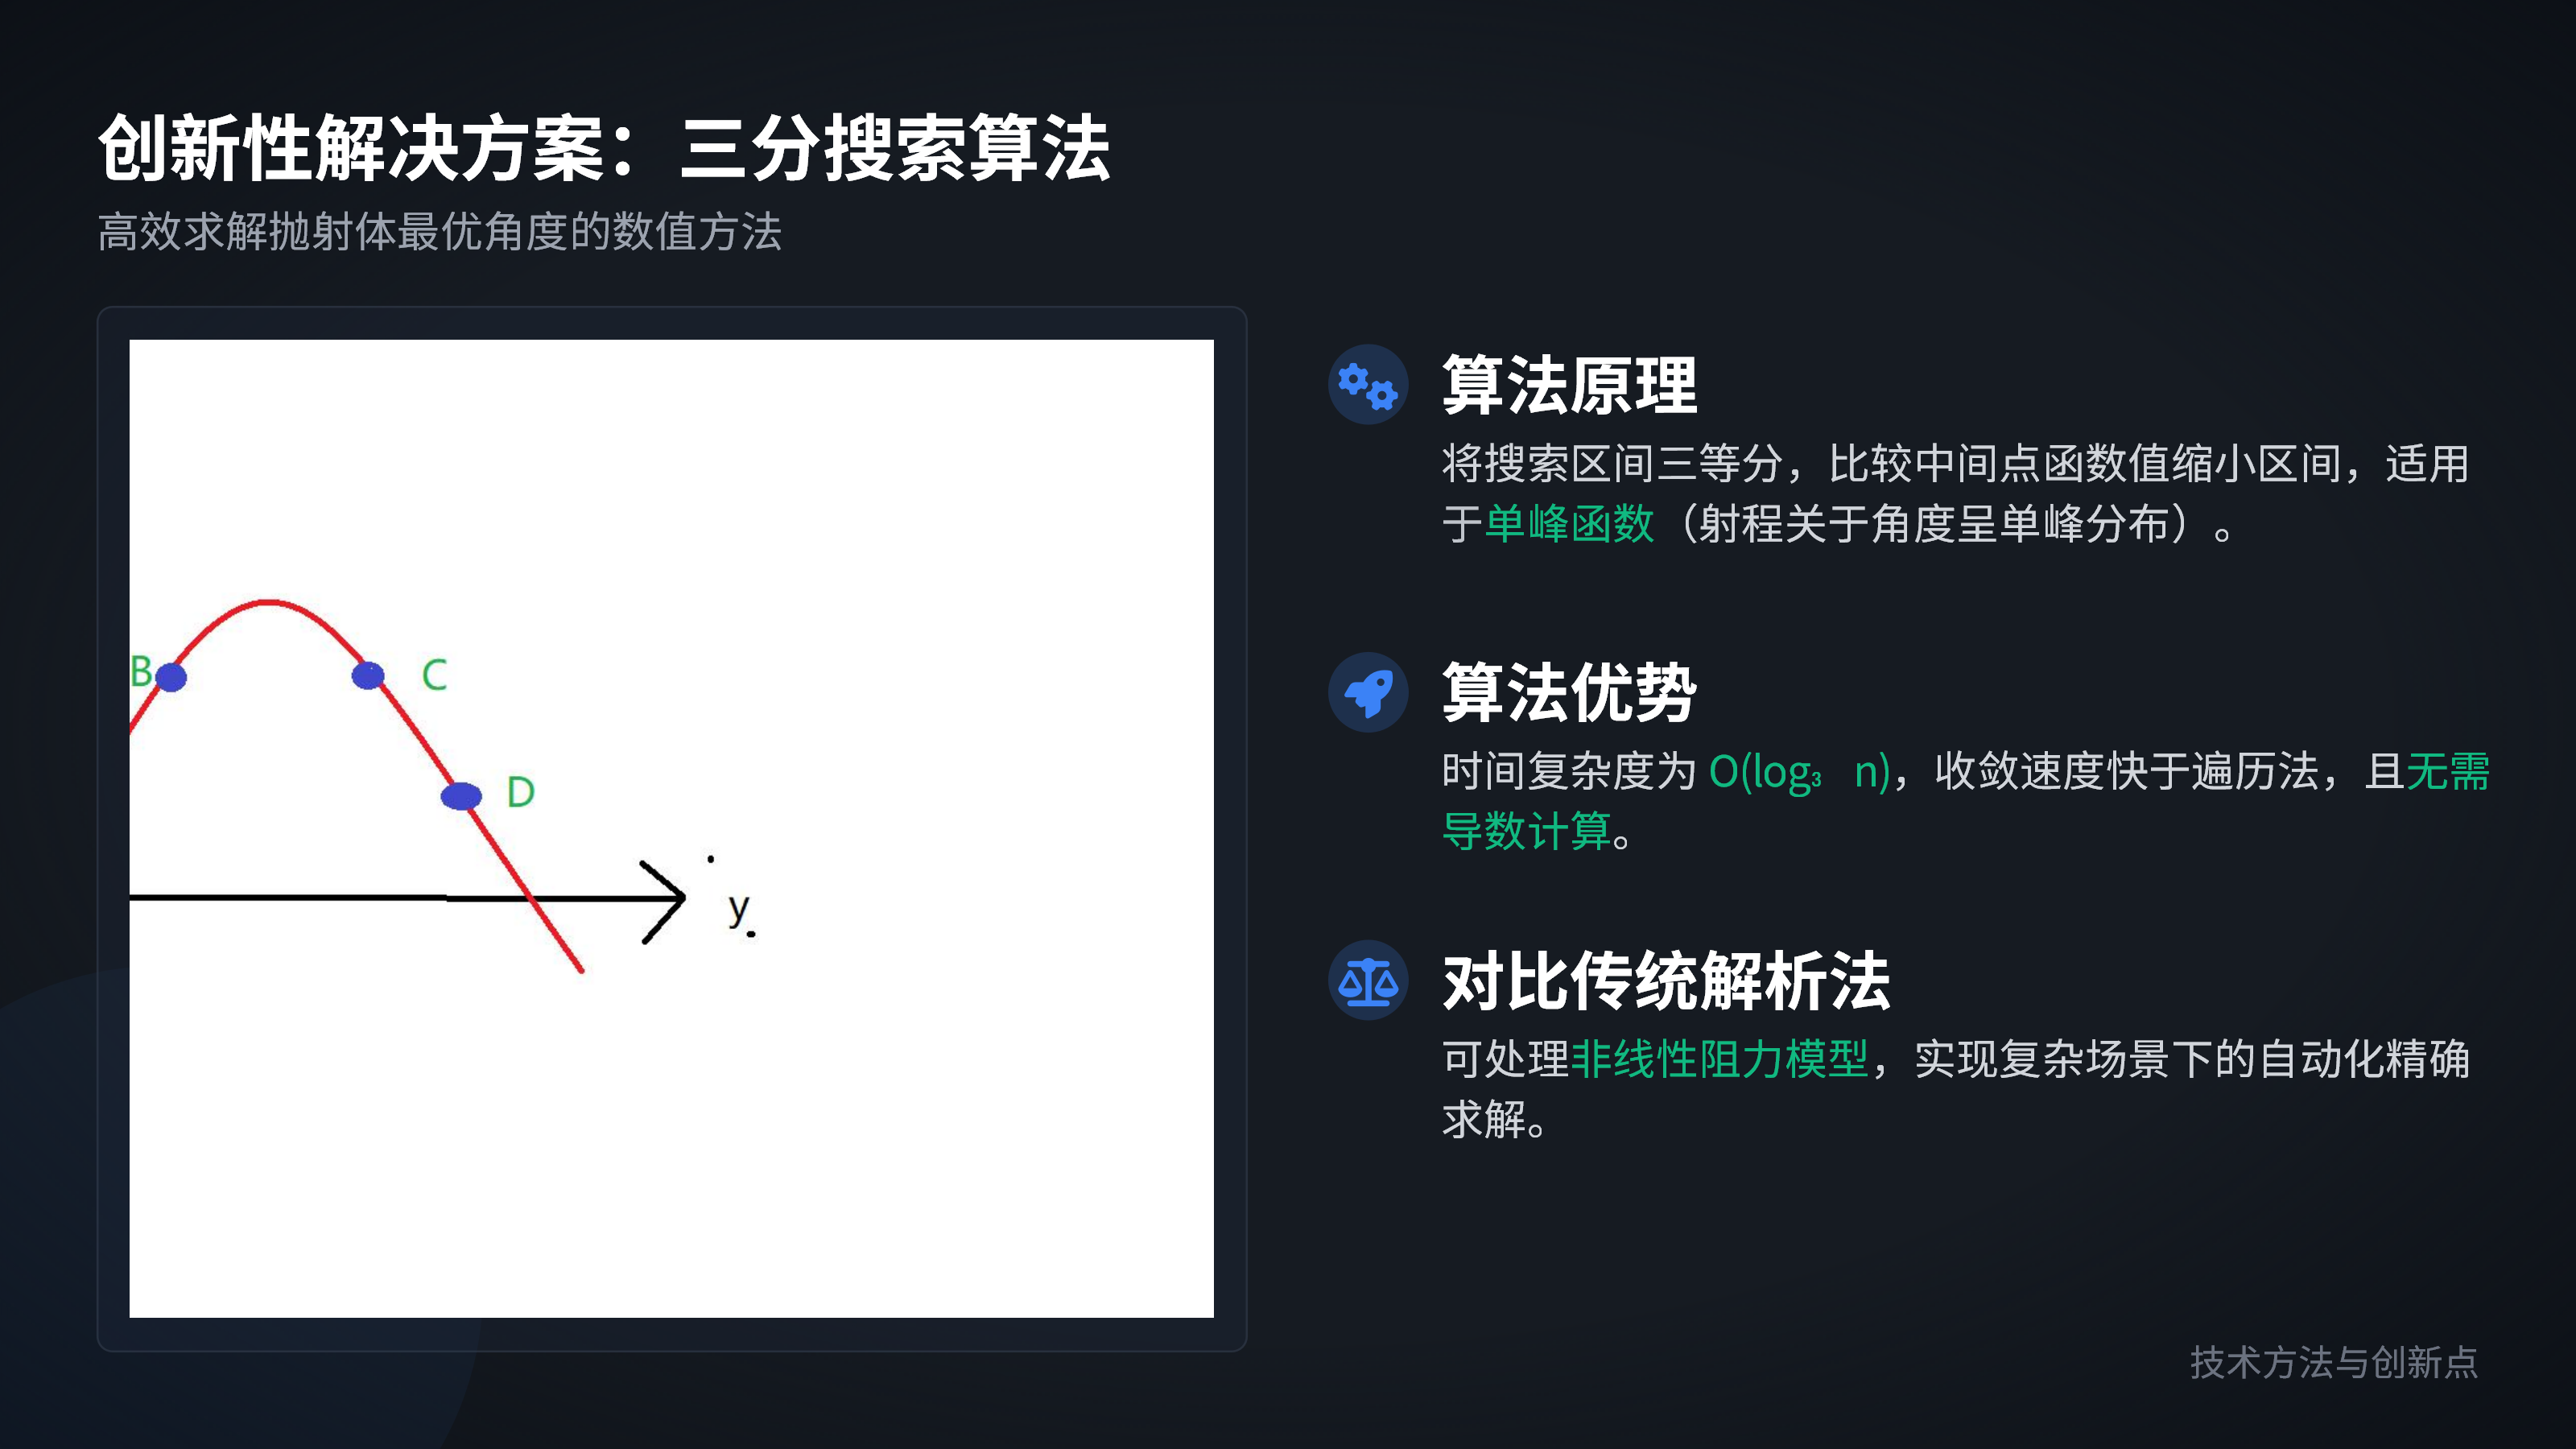 创新性解决方案：三分搜索算法
高效求解抛射体最优角度的数值方法
B
C
D
y
算法原理
将搜索区间三等分，比较中间点函数值缩小区间，适用
于单峰函数（射程关于角度呈单峰分布）。
算法优势
时间复杂度为 O(log₃ n)，收敛速度快于遍历法，且无需
导数计算。
对比传统解析法
可处理非线性阻力模型，实现复杂场景下的自动化精确
求解。
技术方法与创新点